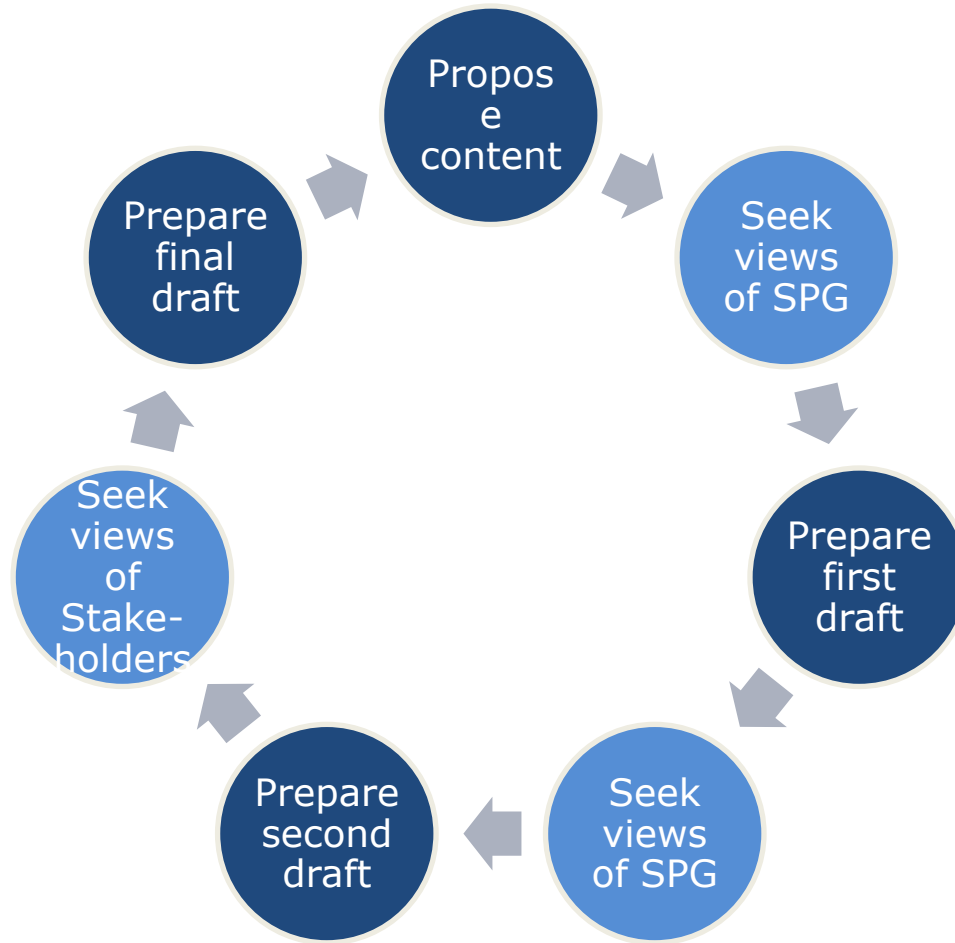 Propos
e
content
Seek
views
of SPG
Prepare
first
draft
Seek
views
of SPG
Prepare
second
draft
Seek
views
of
Stake-
holders
Prepare
final
draft